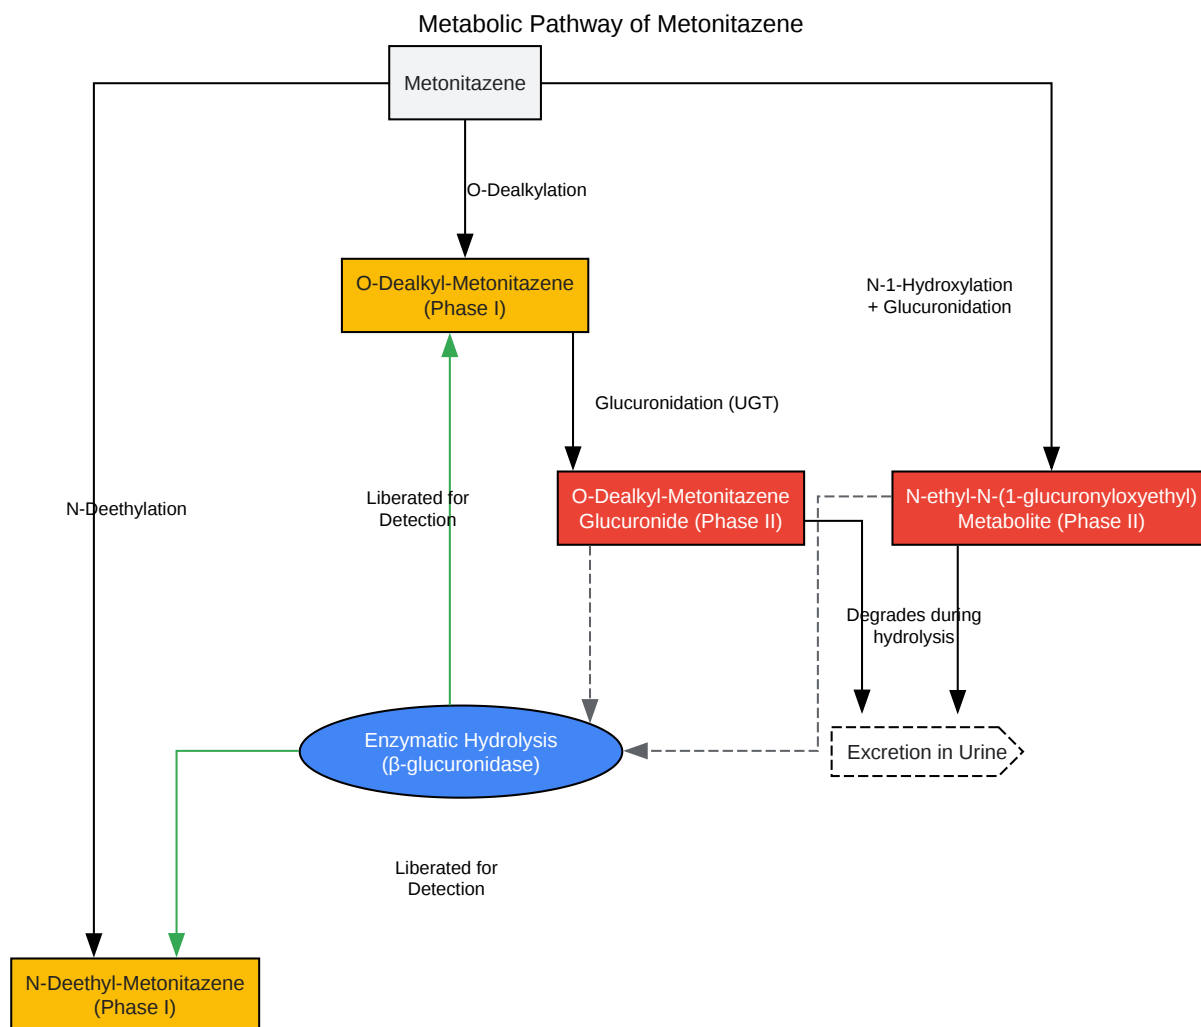 Metabolic Pathway of Metonitazene
Metonitazene
O-Dealkylation
O-Dealkyl-Metonitazene
(Phase I)
N-1-Hydroxylation
+ Glucuronidation
Glucuronidation (UGT)
N-Deethylation
Liberated for
Detection
O-Dealkyl-Metonitazene
Glucuronide (Phase II)
N-ethyl-N-(1-glucuronyloxyethyl)
Metabolite (Phase II)
Degrades during
hydrolysis
Enzymatic Hydrolysis
(β-glucuronidase)
Excretion in Urine
Liberated for
Detection
N-Deethyl-Metonitazene
(Phase I)